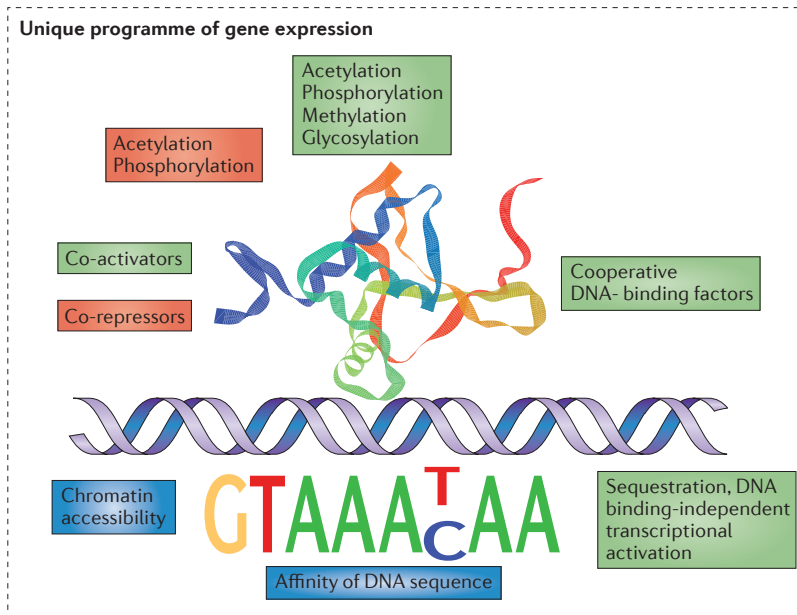 Unique programme of gene expression
Acetylation
Phosphorylation
Methylation
Glycosylation
Acetylation
Phosphorylation
Co-activators
Co-repressors
Cooperative
DNA- binding factors
Chromatin
accessibility
GTAAATAA
C
Sequestration, DNA
binding-independent
transcriptional
activation
Affinity of DNA sequence